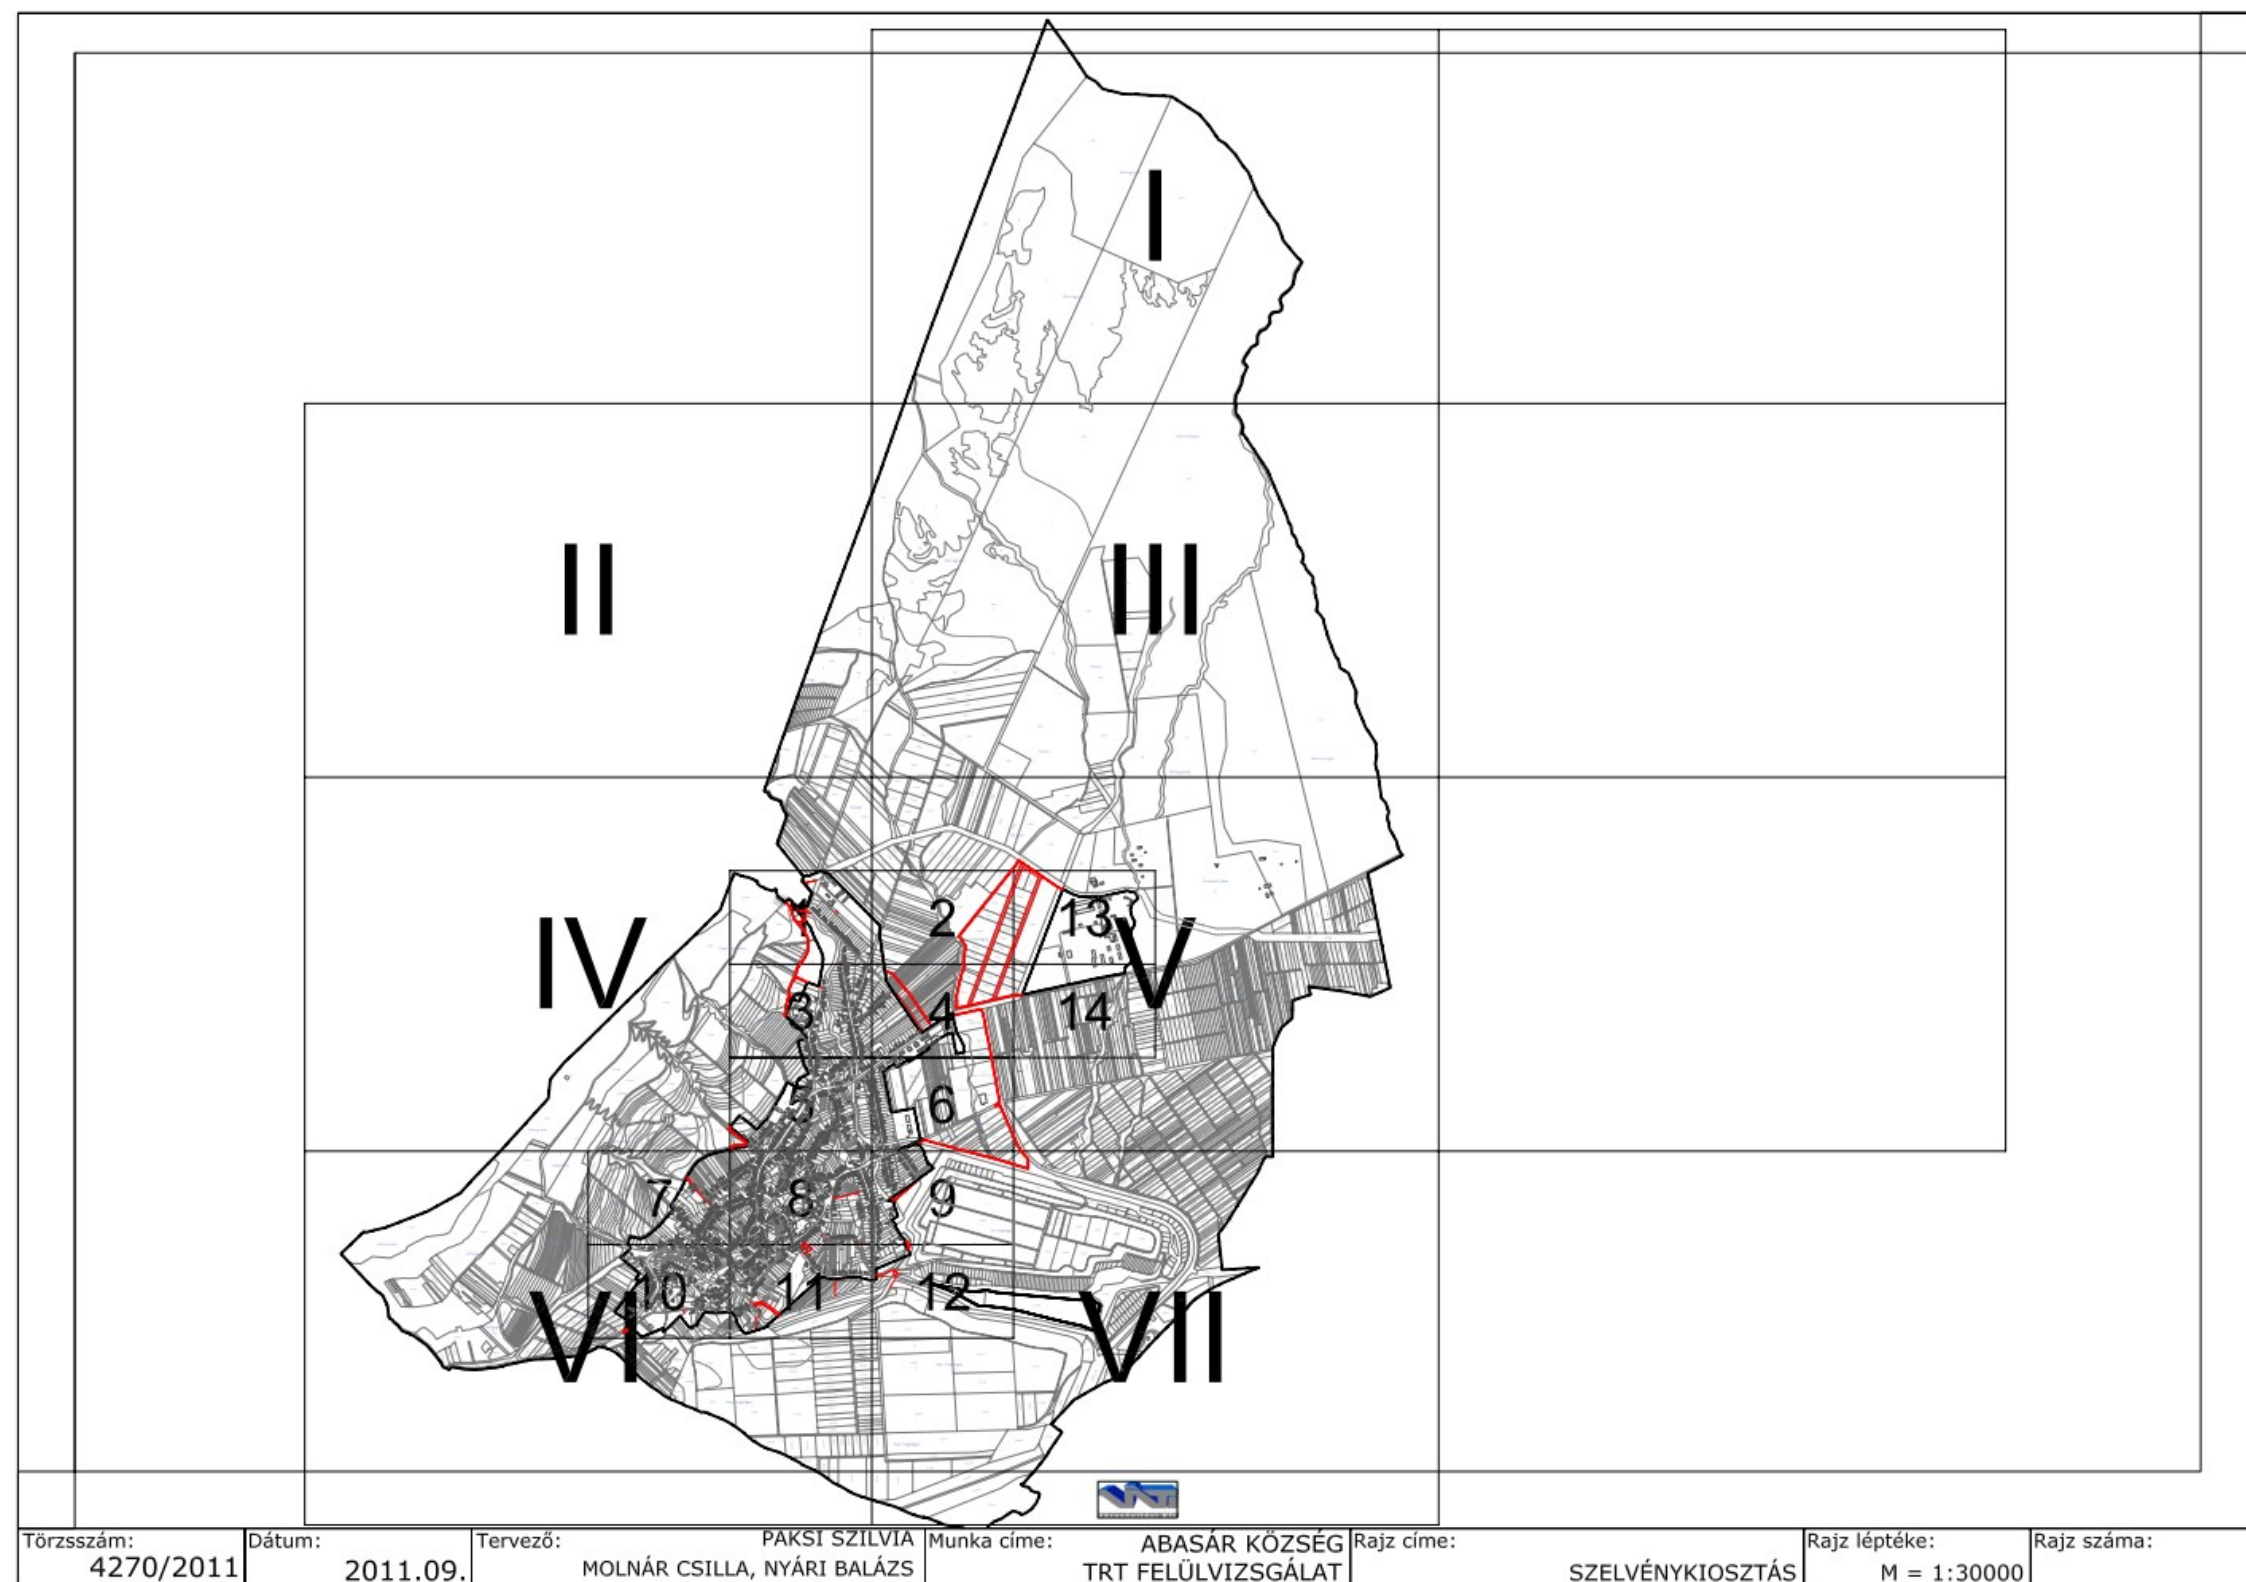 I
II
III
2
13
IV
V
3
4
14
5
6
7
8
9
10
11
12
VI
VII
Törzsszám:
4270/2011
Dátum:
2011.09.
Tervező:
PAKSI SZILVIA
MOLNÁR CSILLA, NYÁRI BALÁZS
Munka címe:
ABASÁR KÖZSÉG
TRT FELÜLVIZSGÁLAT
Rajz címe:
SZELVÉNYKIOSZTÁS
Rajz léptéke:
M = 1:30000
Rajz száma: